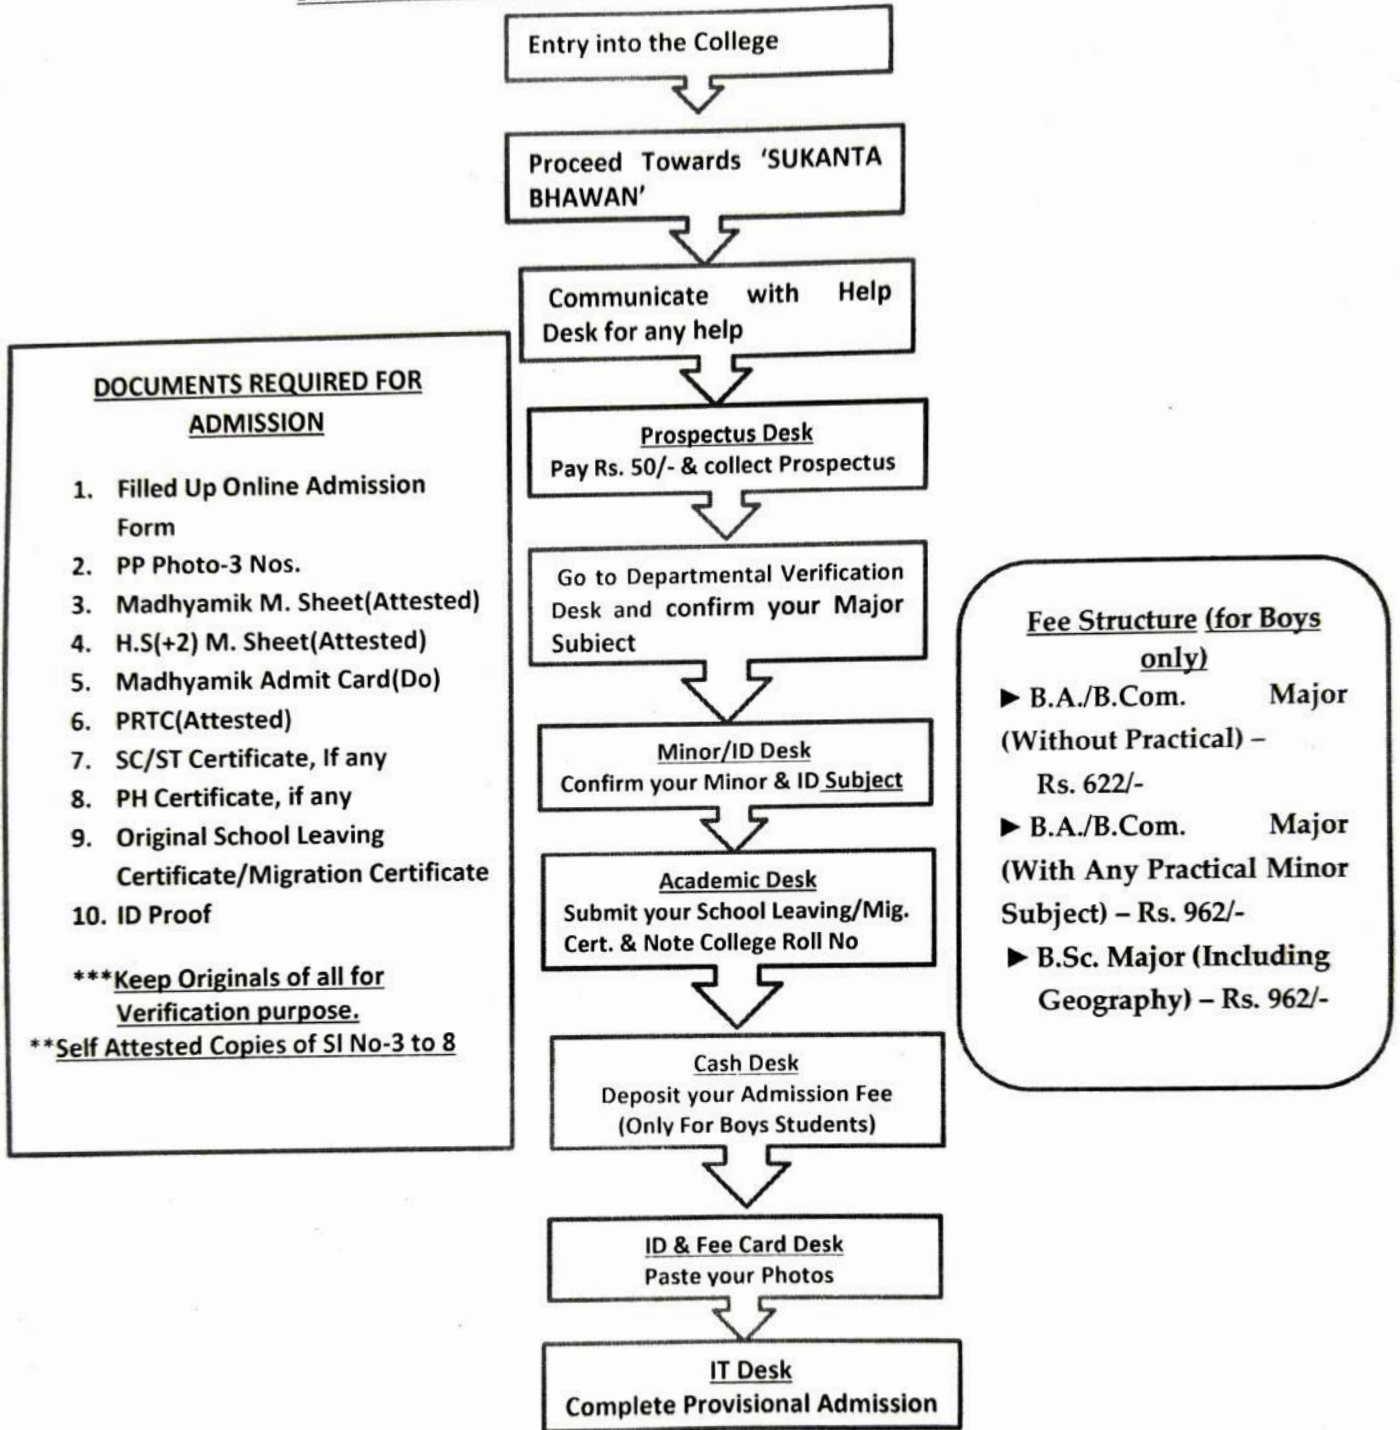 Entry into the College
Proceed Towards 'SUKANTA
BHAWAN'
Communicate with Help
Desk for any help
Prospectus Desk
Pay Rs. 50/- & collect Prospectus
Go to Departmental Verification
Desk and confirm your Major
Subject
Minor/ID Desk
Confirm your Minor & ID Subject
Academic Desk
Submit your School Leaving/Mig.
Cert. & Note College Roll No
Cash Desk
Deposit your Admission Fee
(Only For Boys Students)
ID & Fee Card Desk
Paste your Photos
IT Desk
Complete Provisional Admission
DOCUMENTS REQUIRED FOR
ADMISSION
1. Filled Up Online Admission
Form
2. PP Photo-3 Nos.
3. Madhyamik M. Sheet(Attested)
4. H.S(+2) M. Sheet(Attested)
5. Madhyamik Admit Card(Do)
6. PRTC(Attested)
7. SC/ST Certificate, If any
8. PH Certificate, if any
9. Original School Leaving
Certificate/Migration Certificate
10. ID Proof
***Keep Originals of all for
Verification purpose.
**Self Attested Copies of Sl No-3 to 8
Fee Structure (for Boys
only)
► B.A./B.Com. Major
(Without Practical) –
Rs. 622/-
► B.A./B.Com. Major
(With Any Practical Minor
Subject) – Rs. 962/-
► B.Sc. Major (Including
Geography) – Rs. 962/-